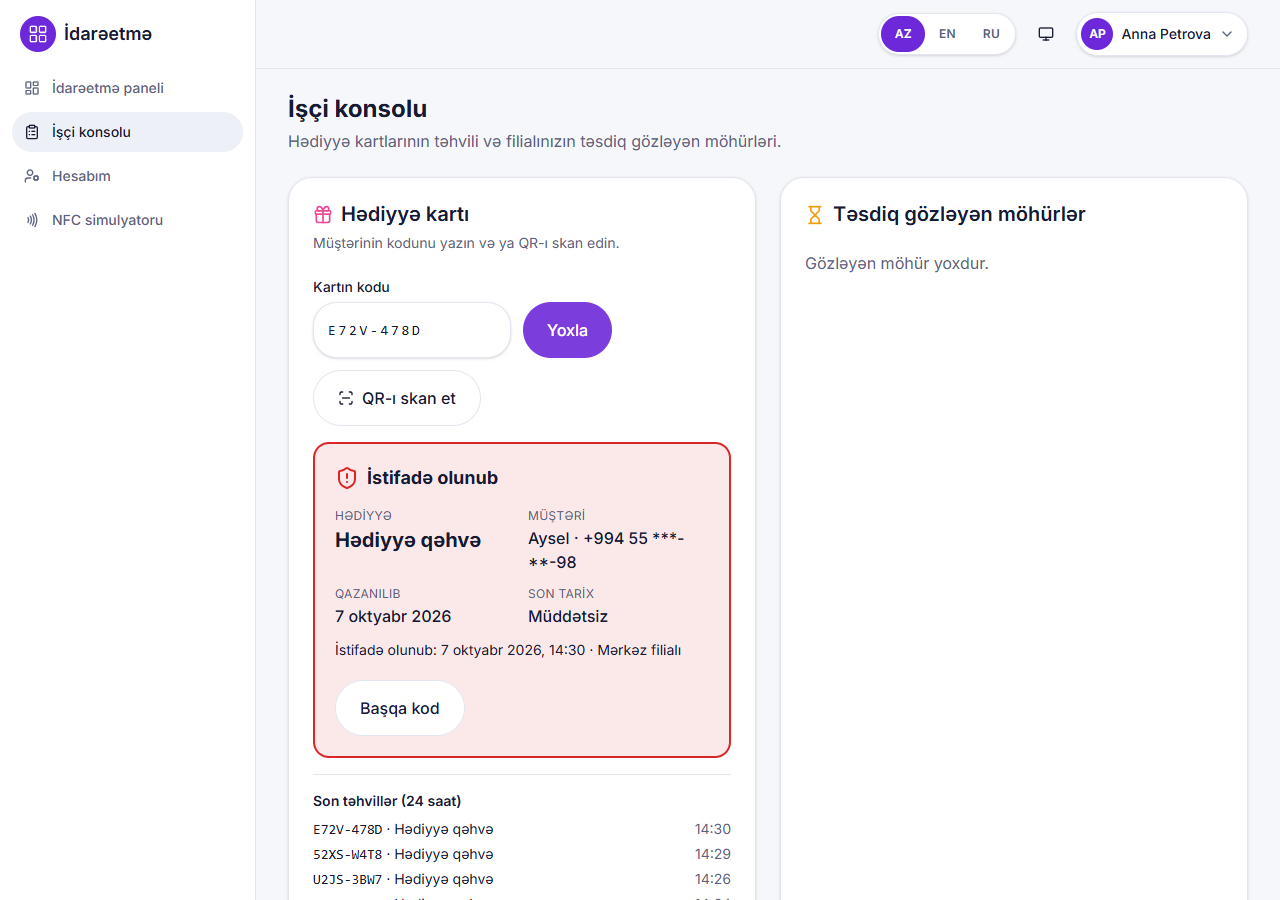 İdarəetmə
AZ EN RU
AP Anna Petrova
İdarəetmə paneli
İşçi konsolu
Hesabım
NFC simulyatoru
İşçi konsolu
Hədiyyə kartlarının təhvili və filialınızın təsdiq gözləyən möhürləri.
Hədiyyə kartı
Müştərinin kodunu yazın və ya QR-ı skan edin.
Kartın kodu
E72V-478D
Yoxla
QR-ı skan et
İstifadə olunub
HƏDİYYƏ
Hədiyyə qəhvə
MÜŞTƏRİ
Aysel · +994 55 ***-
**-98
QAZANILIB
7 oktyabr 2026
SON TARİX
Müddətsiz
İstifadə olunub: 7 oktyabr 2026, 14:30 · Mərkəz filialı
Başqa kod
Son təhvillər (24 saat)
E72V-478D · Hədiyyə qəhvə 14:30
52XS-W4T8 · Hədiyyə qəhvə 14:29
U2JS-3BW7 · Hədiyyə qəhvə 14:26
Təsdiq gözləyən möhürlər
Gözləyən möhür yoxdur.